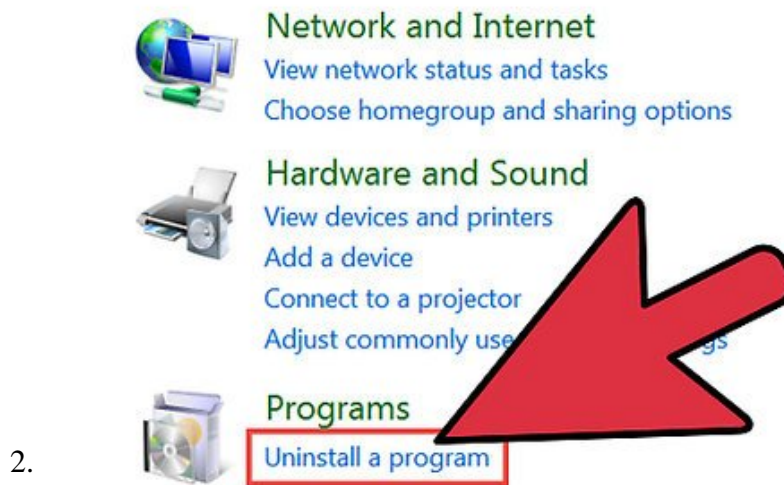 Network and Internet
View network status and tasks
Choose homegroup and sharing options
Hardware and Sound
View devices and printers
Add a device
Connect to a projector
Adjust commonly
Programs
2.
Uninstall a program